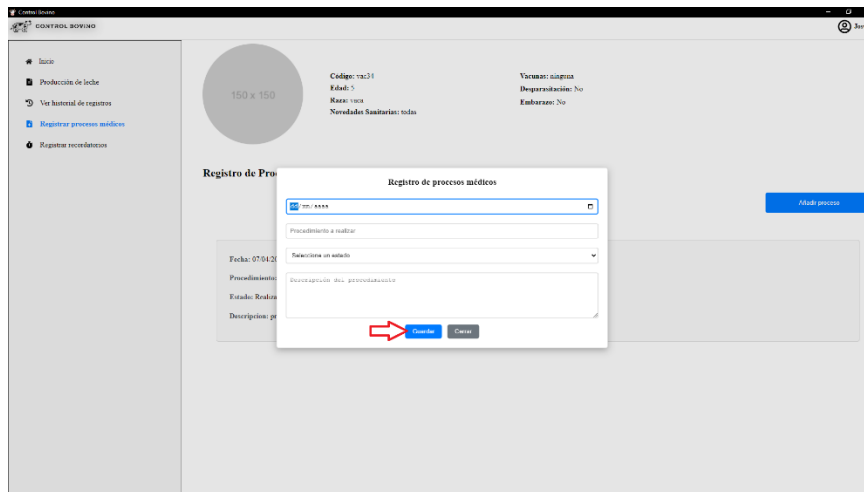 Control Bovino
CONTROL BOVINO
Inicio
Producción de leche
Ver historial de registros
Registrar procesos médicos
Registrar recordatorios
150 x 150
Código: vac34
Edad: 5
Raza: vaca
Novedades Sanitarias: todas
Vacunas: ninguna
Desparasitación: No
Embarazo: No
Registro de Pro
Añadir proceso
Registro de procesos médicos
dd/mm/aaaa
Procedimiento a realizar
Seleccione un estado
Descripción del procedimiento
Guardar
Cerrar
Fecha: 07/04/20
Procedimiento:
Estado: Realiza
Descripcion: pr